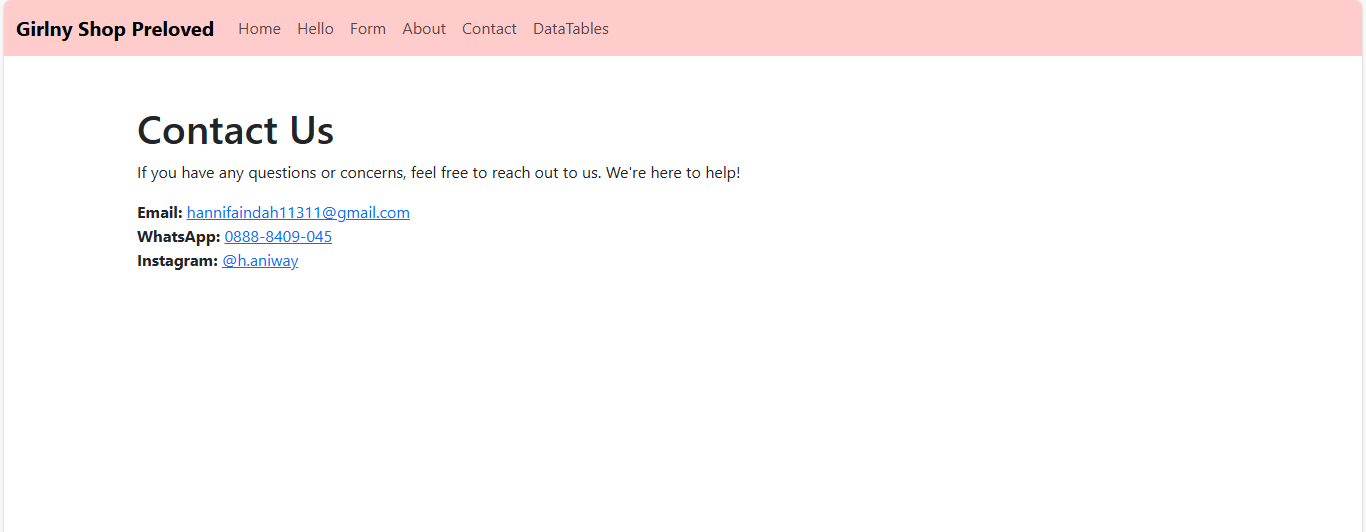 Girlny Shop Preloved Home Hello Form About Contact DataTables
Contact Us
If you have any questions or concerns, feel free to reach out to us. We're here to help!
Email: hannifaindah11311@gmail.com
WhatsApp: 0888-8409-045
Instagram: @h.aniway